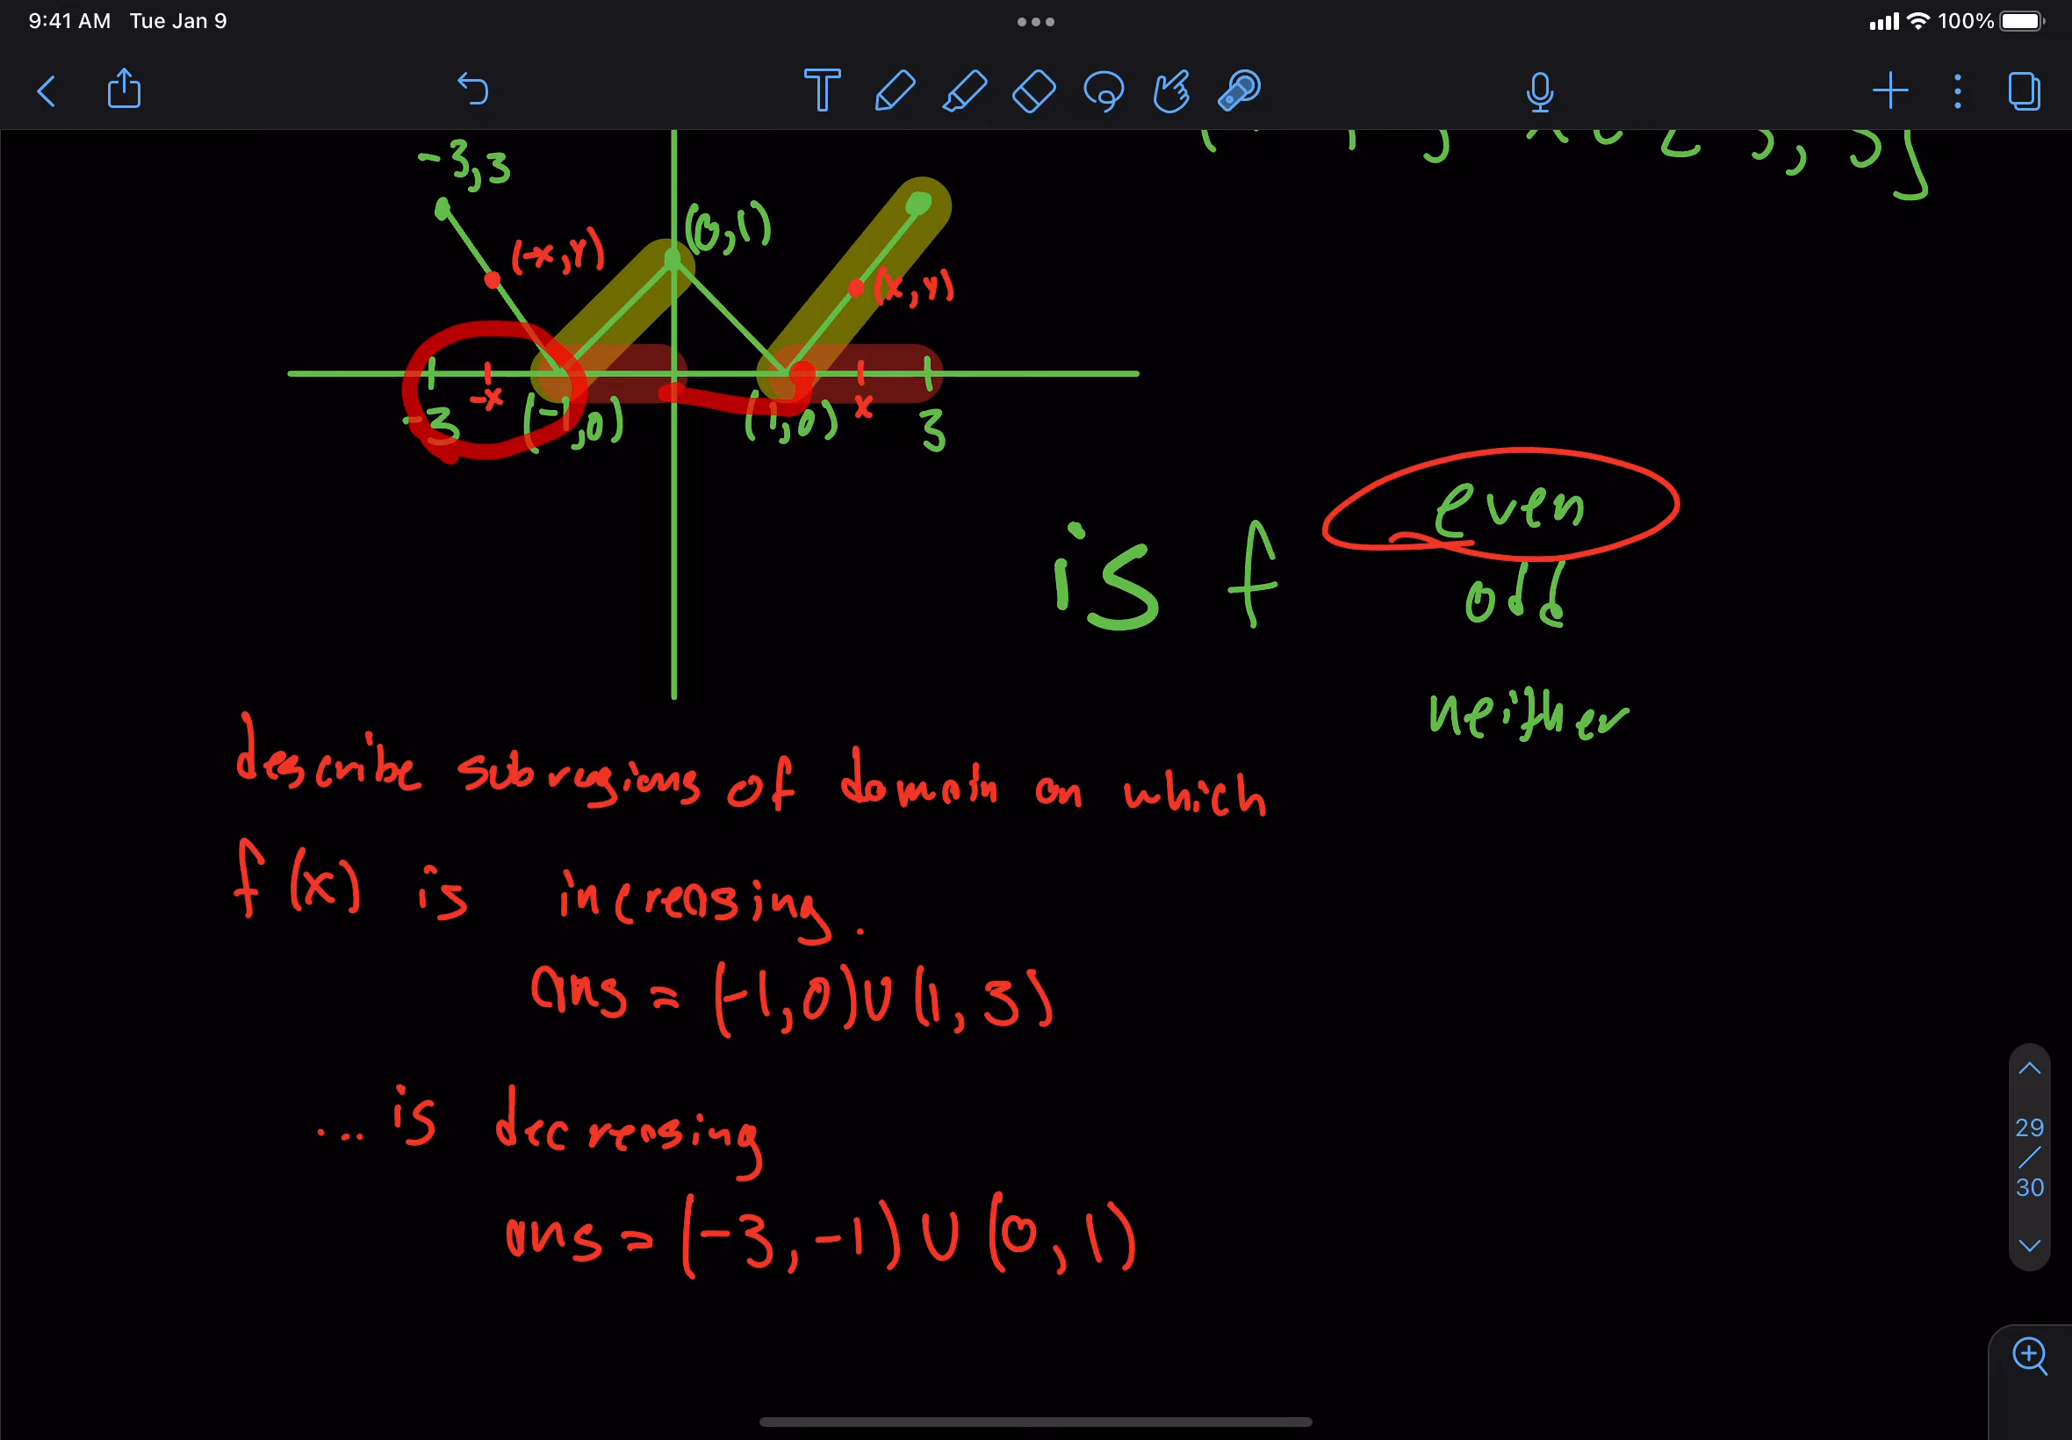 9:41 AM Tue Jan 9
100%
-3,3
(0,1)
(-x,y)
(x,y)
-3
-x
(-1,0)
(1,0)
x
3
is f
even
odd
neither
describe subregions of domain on which
f(x) is increasing.
ans = (-1,0)∪(1,3)
... is decreasing
ans = (-3,-1)∪(0,1)
29
/
30